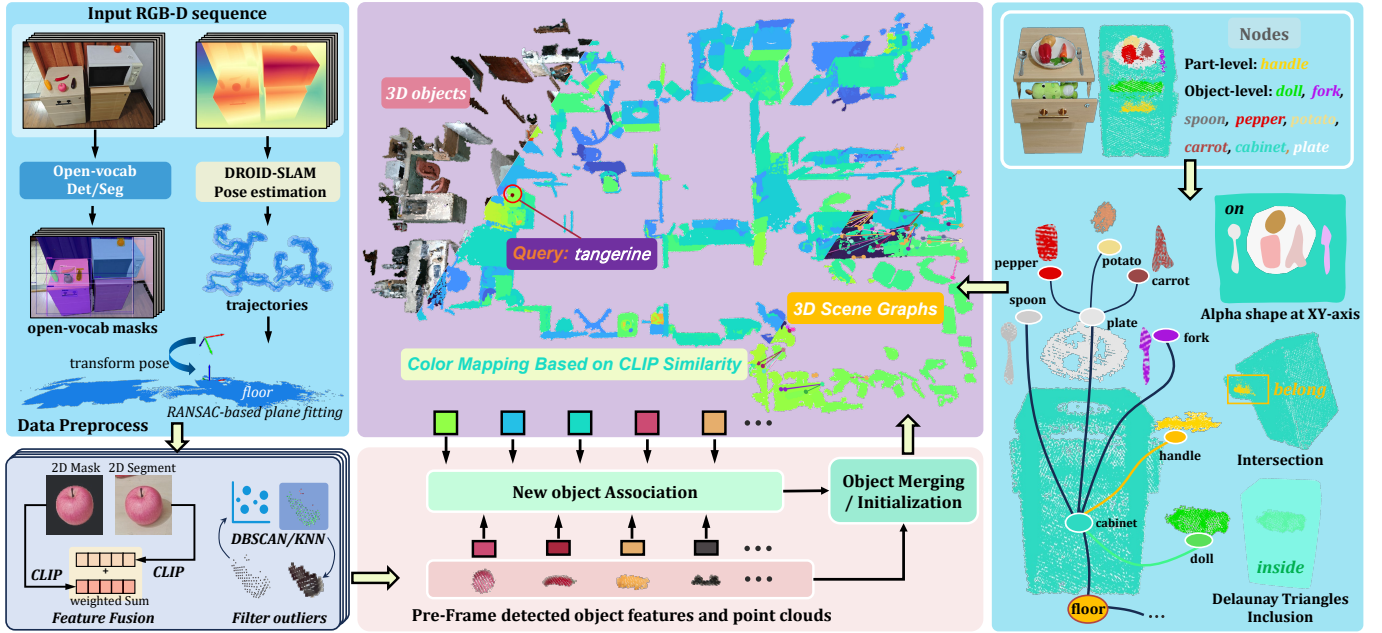 Input RGB-D sequence
Open-vocab
Det/Seg
DROID-SLAM
Pose estimation
open-vocab masks
trajectories
transform pose
floor
RANSAC-based plane fitting
Data Preprocess
2D Mask
2D Segment
CLIP
+
CLIP
weighted Sum
Feature Fusion
DBSCAN/KNN
Filter outliers
3D objects
Query: tangerine
3D Scene Graphs
Color Mapping Based on CLIP Similarity
...
New object Association
Object Merging
/ Initialization
...
...
Pre-Frame detected object features and point clouds
Nodes
Part-level: handle
Object-level: doll, fork,
spoon, pepper, potato,
carrot, cabinet, plate
pepper
potato
carrot
spoon
plate
fork
handle
cabinet
doll
floor
...
on
Alpha shape at XY-axis
belong
Intersection
inside
Delaunay Triangles
Inclusion